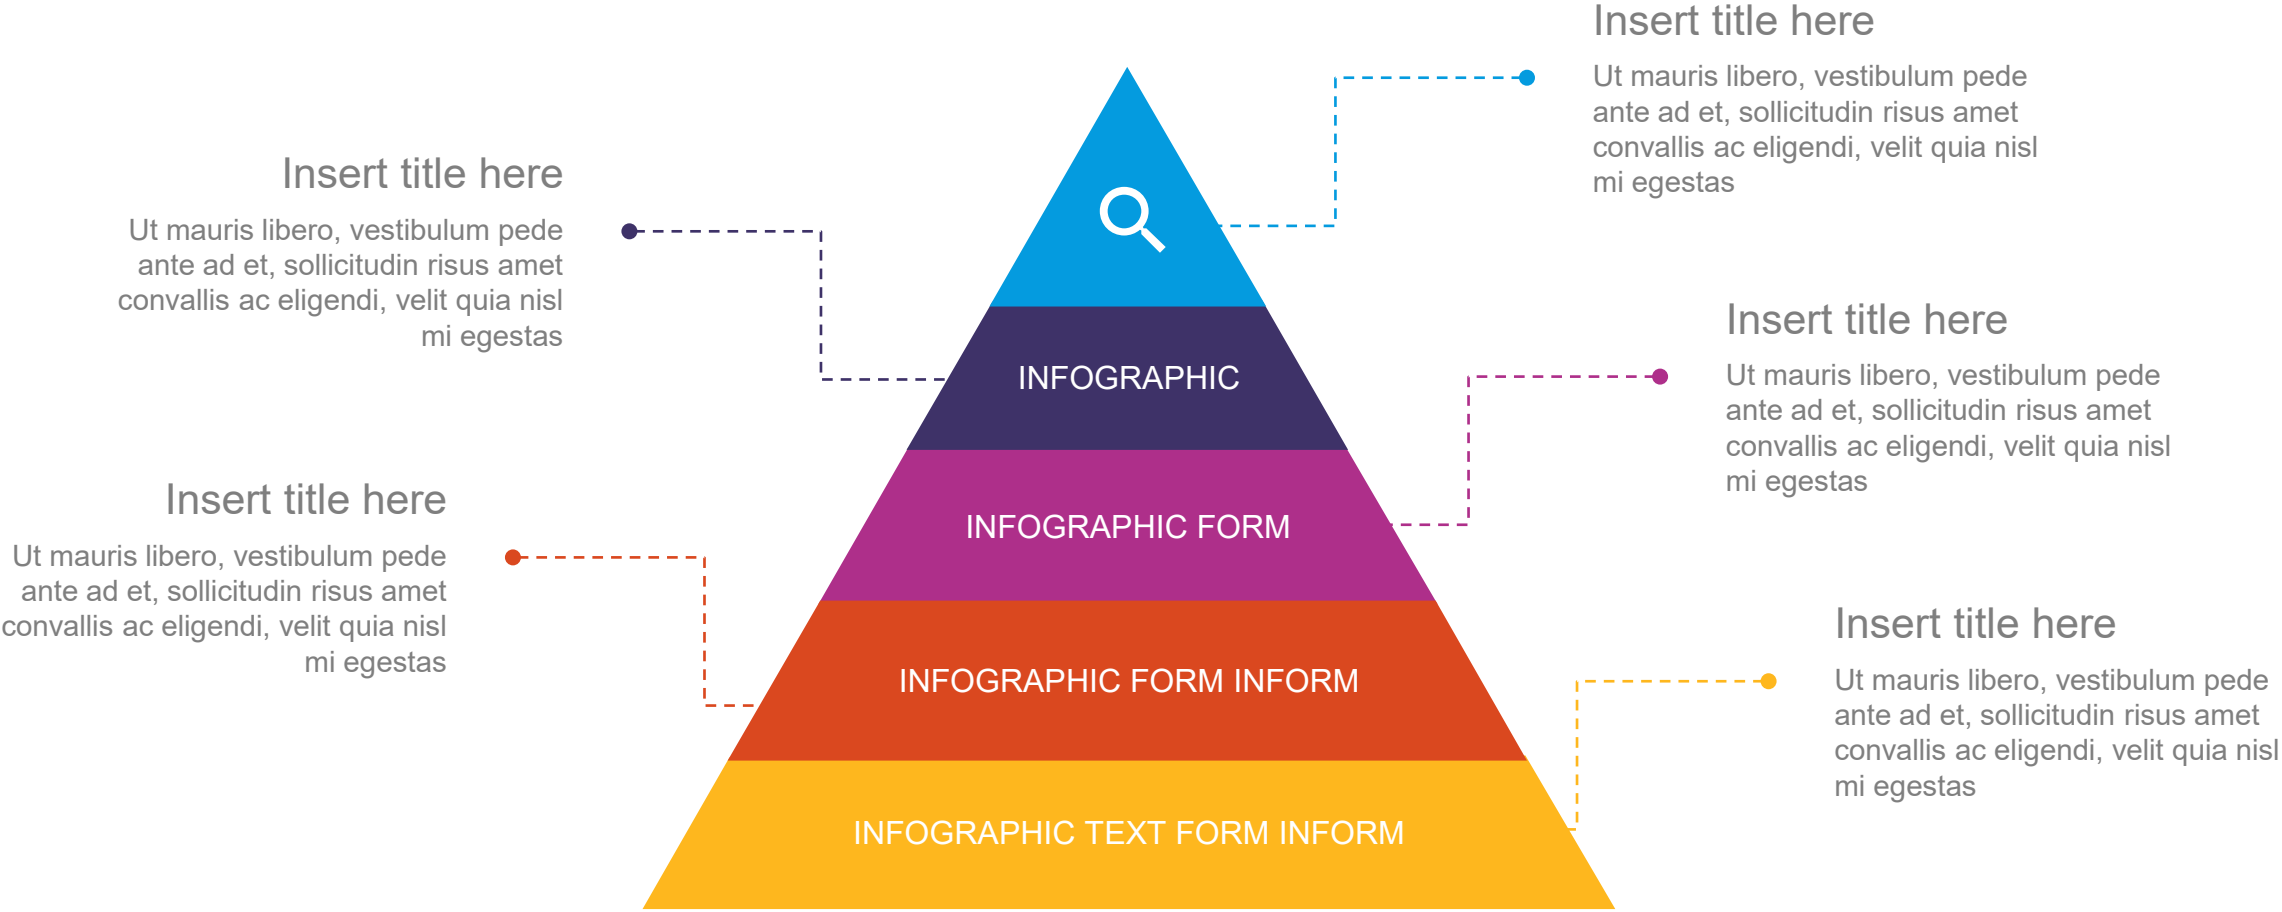 Insert title here
Ut mauris libero, vestibulum pede
ante ad et, sollicitudin risus amet
convallis ac eligendi, velit quia nisl
mi egestas
Insert title here
Ut mauris libero, vestibulum pede
ante ad et, sollicitudin risus amet
convallis ac eligendi, velit quia nisl
mi egestas
INFOGRAPHIC
Insert title here
Ut mauris libero, vestibulum pede
ante ad et, sollicitudin risus amet
convallis ac eligendi, velit quia nisl
mi egestas
INFOGRAPHIC FORM
Insert title here
Ut mauris libero, vestibulum pede
ante ad et, sollicitudin risus amet
convallis ac eligendi, velit quia nisl
mi egestas
INFOGRAPHIC FORM INFORM
Insert title here
Ut mauris libero, vestibulum pede
ante ad et, sollicitudin risus amet
convallis ac eligendi, velit quia nisl
mi egestas
INFOGRAPHIC TEXT FORM INFORM